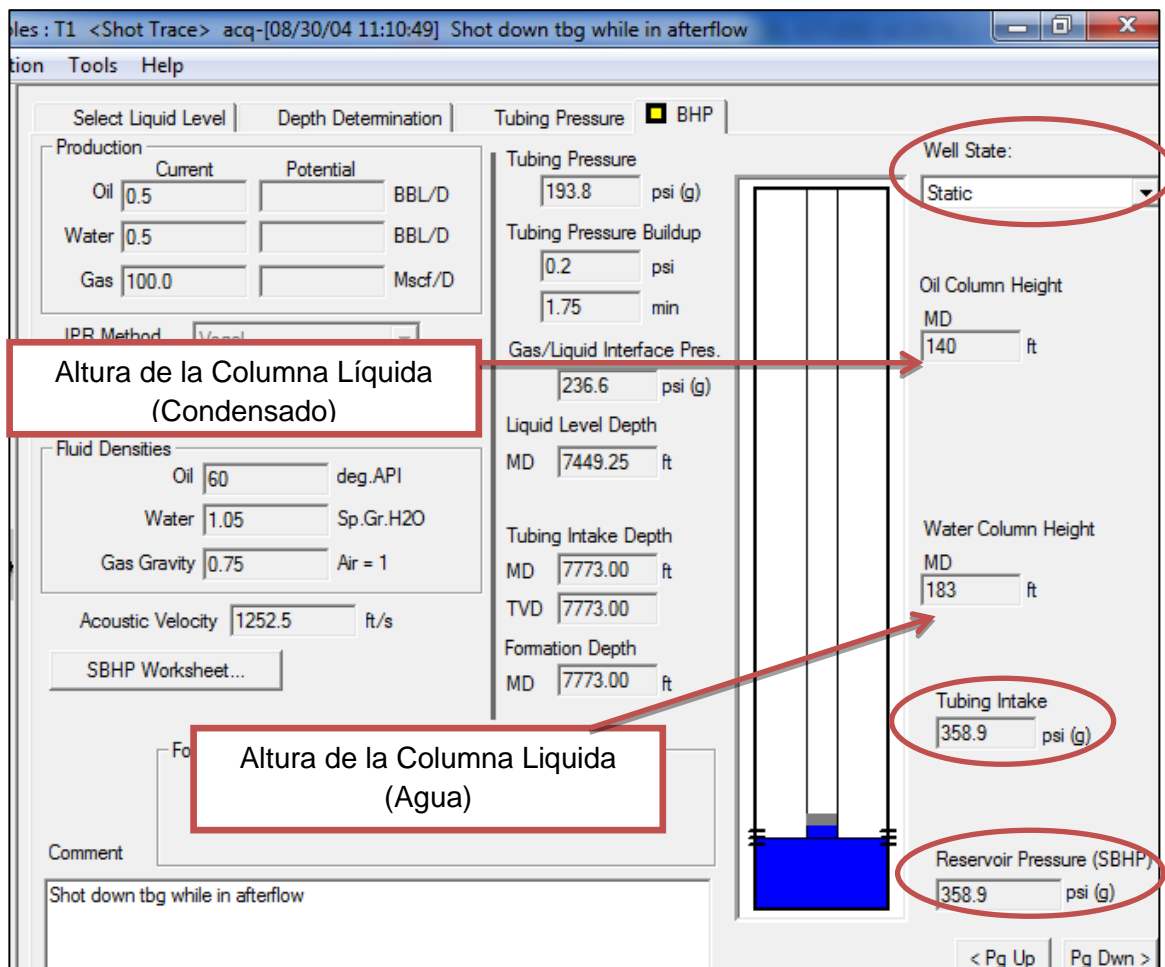 les : T1 <Shot Trace> acq-[08/30/04 11:10:49] Shot down tbg while in afterflow
tion Tools Help
Select Liquid Level
Depth Determination
Tubing Pressure
BHP
Production
Current Potential
Oil 0.5 BBL/D
Water 0.5 BBL/D
Gas 100.0 Mscf/D
IPR Method Vogel
Altura de la Columna Líquida
(Condensado)
Fluid Densities
Oil 60 deg.API
Water 1.05 Sp.Gr.H2O
Gas Gravity 0.75 Air = 1
Acoustic Velocity 1252.5 ft/s
SBHP Worksheet...
Fo
Altura de la Columna Liquida
(Agua)
Comment
Shot down tbg while in afterflow
Tubing Pressure
193.8 psi (g)
Tubing Pressure Buildup
0.2 psi
1.75 min
Gas/Liquid Interface Pres.
236.6 psi (g)
Liquid Level Depth
MD 7449.25 ft
Tubing Intake Depth
MD 7773.00 ft
TVD 7773.00
Formation Depth
MD 7773.00 ft
Well State:
Static
Oil Column Height
MD
140 ft
Water Column Height
MD
183 ft
Tubing Intake
358.9 psi (g)
Reservoir Pressure (SBHP)
358.9 psi (g)
< Pg Up
Pg Dwn >